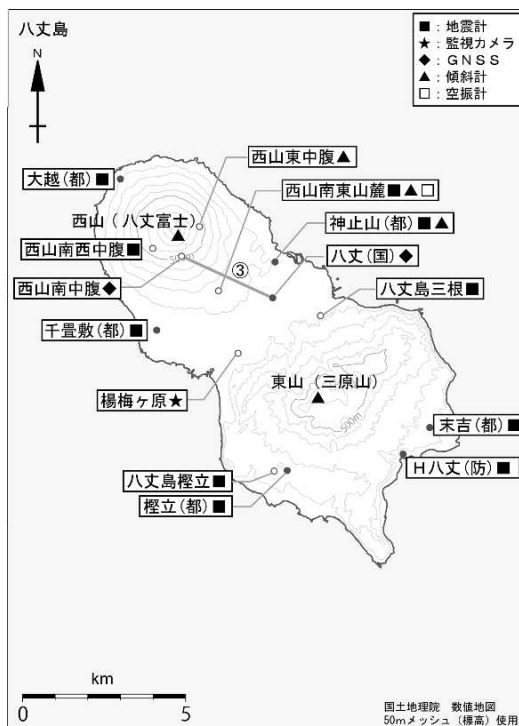 八丈島
N
■:地震計
★:監視カメラ
◆:GNSS
▲:傾斜計
□:空振計
西山東中腹▲
大越(都)■
西山南東山麓■▲□
西山(八丈富士)
神止山(都)■▲
西山南西中腹■
八丈(国)◆
③
西山南中腹◆
八丈島三根■
千畳敷(都)■
東山(三原山)
楊梅ヶ原★
500m
末吉(都)■
H八丈(防)■
八丈島樫立■
樫立(都)■
km
0 5
国土地理院 数値地図
50mメッシュ(標高)使用